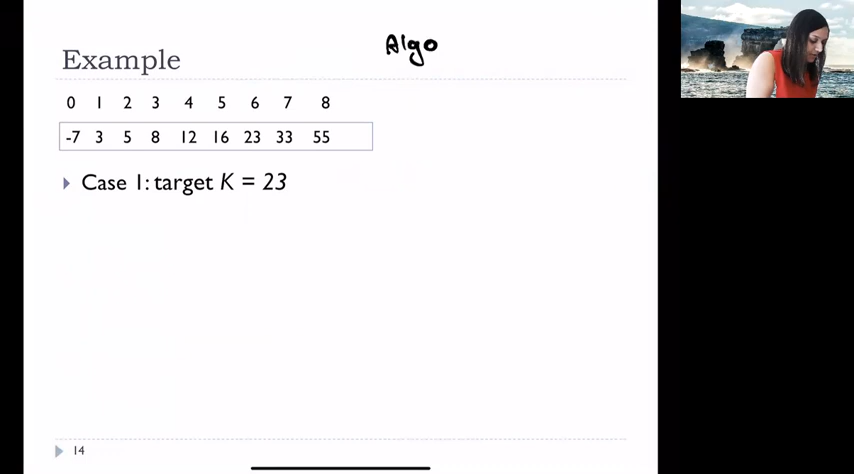 Algo
Example
0 1 2 3 4 5 6 7 8
-7 3 5 8 12 16 23 33 55
Case 1: target K = 23
14